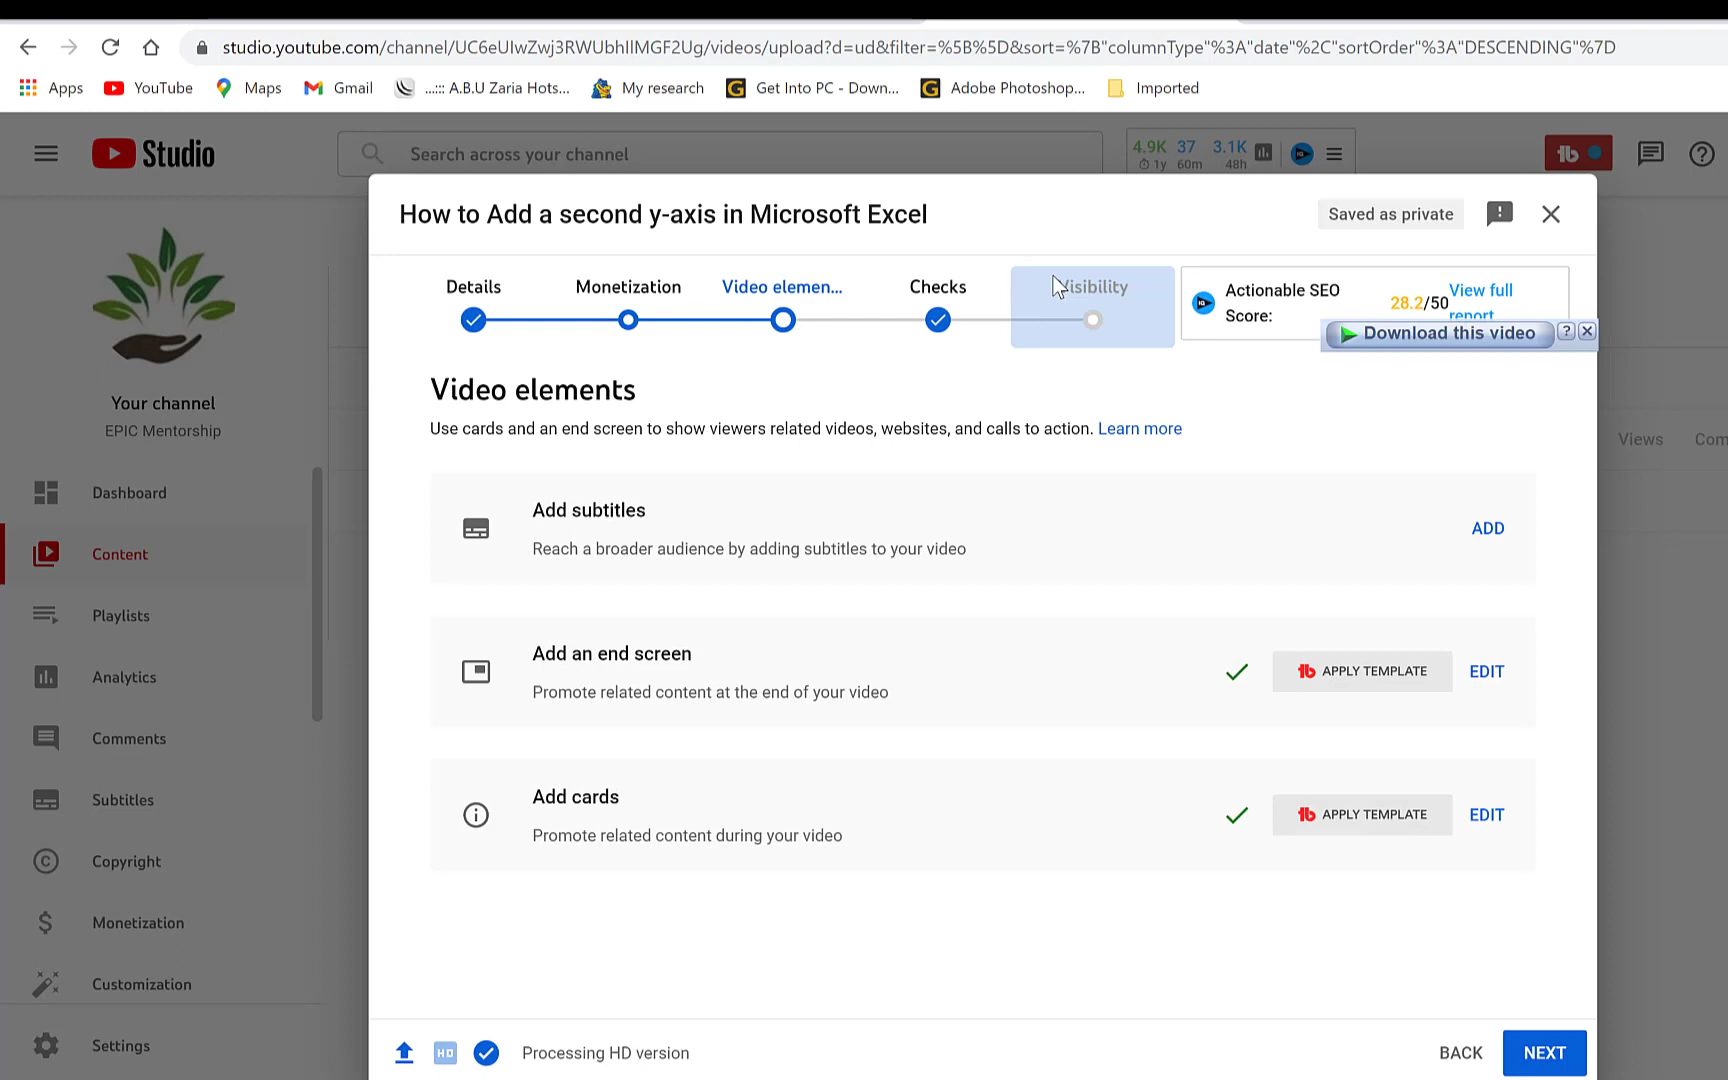 studio.youtube.com/channel/UC6eUIwZwj3RWUbhIIMGF2Ug/videos/upload?d=ud&filter=%5B%5D&sort=%7B"columnType"%3A"date"%2C"sortOrder"%3A"DESCENDING"%7D
Apps YouTube Maps Gmail ...::: A.B.U Zaria Hots... My research Get Into PC - Down... Adobe Photoshop... Imported
Studio
Search across your channel
4.9K 37 3.1K
1y 60m 48h
How to Add a second y-axis in Microsoft Excel
Saved as private
Details Monetization Video elemen... Checks Visibility
Actionable SEO Score: 28.2/50 View full report
Download this video ?
Your channel
EPIC Mentorship
Dashboard
Content
Playlists
Analytics
Comments
Subtitles
Copyright
Monetization
Customization
Settings
Video elements
Use cards and an end screen to show viewers related videos, websites, and calls to action. Learn more
Add subtitles
Reach a broader audience by adding subtitles to your video
ADD
Add an end screen
Promote related content at the end of your video
tb APPLY TEMPLATE EDIT
Add cards
Promote related content during your video
tb APPLY TEMPLATE EDIT
Views Com
HD Processing HD version
BACK NEXT